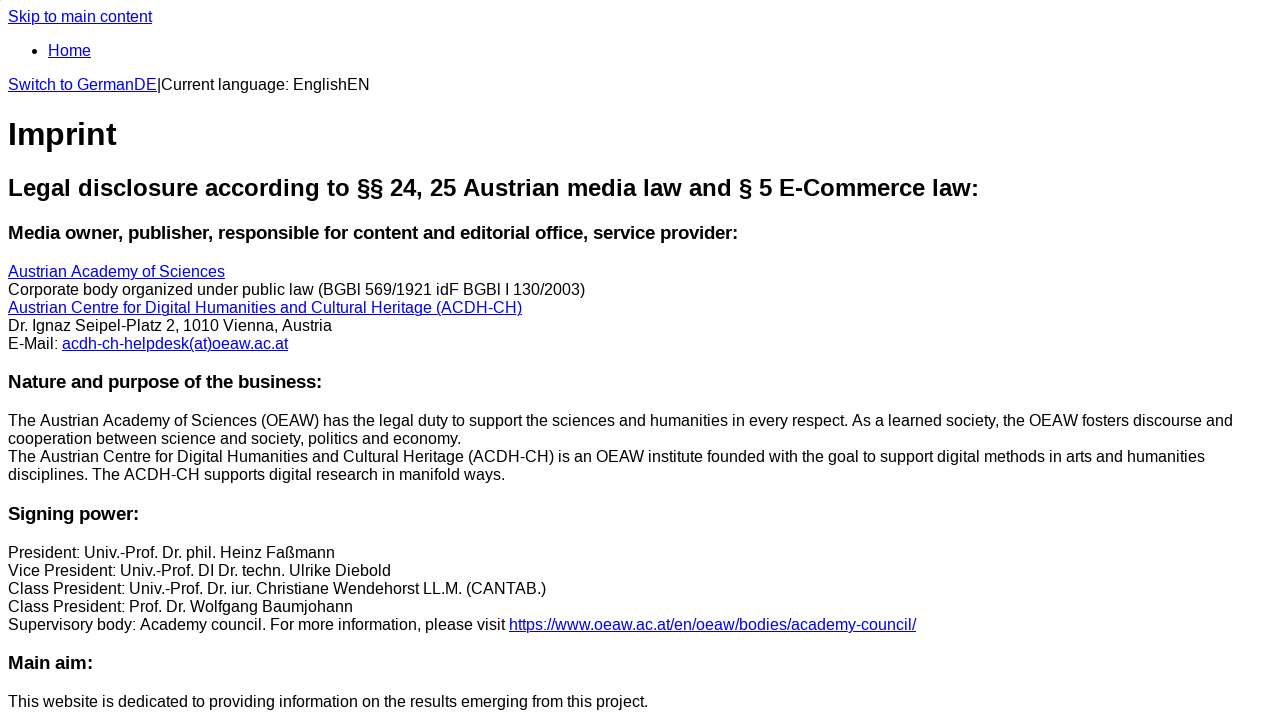 Skip to main content
Home
Switch to GermanDE|Current language: EnglishEN
Imprint
Legal disclosure according to §§ 24, 25 Austrian media law and § 5 E-Commerce law:
Media owner, publisher, responsible for content and editorial office, service provider:
Austrian Academy of Sciences
Corporate body organized under public law (BGBl 569/1921 idF BGBl I 130/2003)
Austrian Centre for Digital Humanities and Cultural Heritage (ACDH-CH)
Dr. Ignaz Seipel-Platz 2, 1010 Vienna, Austria
E-Mail: acdh-ch-helpdesk(at)oeaw.ac.at
Nature and purpose of the business:
The Austrian Academy of Sciences (OEAW) has the legal duty to support the sciences and humanities in every respect. As a learned society, the OEAW fosters discourse and
cooperation between science and society, politics and economy.
The Austrian Centre for Digital Humanities and Cultural Heritage (ACDH-CH) is an OEAW institute founded with the goal to support digital methods in arts and humanities
disciplines. The ACDH-CH supports digital research in manifold ways.
Signing power:
President: Univ.-Prof. Dr. phil. Heinz Faßmann
Vice President: Univ.-Prof. DI Dr. techn. Ulrike Diebold
Class President: Univ.-Prof. Dr. iur. Christiane Wendehorst LL.M. (CANTAB.)
Class President: Prof. Dr. Wolfgang Baumjohann
Supervisory body: Academy council. For more information, please visit https://www.oeaw.ac.at/en/oeaw/bodies/academy-council/
Main aim:
This website is dedicated to providing information on the results emerging from this project.